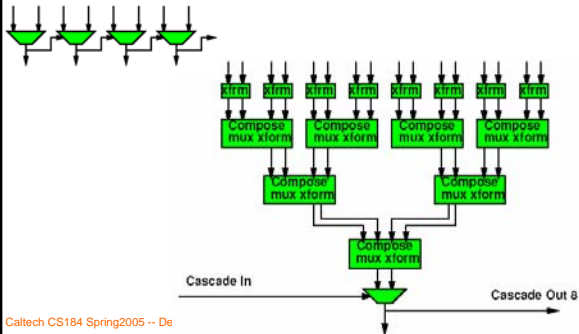 xfrm xfrm xfrm xfrm xfrm xfrm xfrm xfrm
Compose mux xform
Compose mux xform
Compose mux xform
Compose mux xform
Compose mux xform
Compose mux xform
Compose mux xform
Cascade In
Cascade Out 8
Caltech CS184 Spring2005 -- De